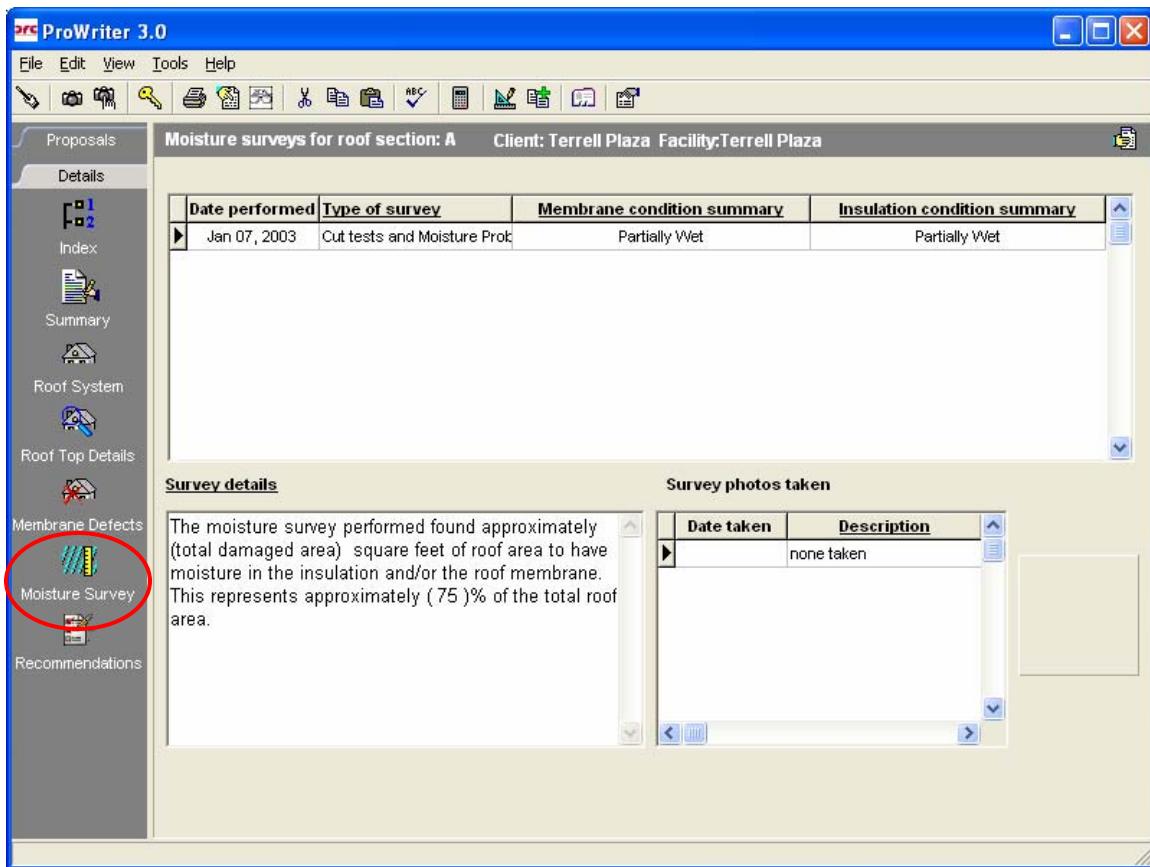 prc ProWriter 3.0
File Edit View Tools Help
ABC
Proposals
Details
Moisture surveys for roof section: A Client: Terrell Plaza Facility:Terrell Plaza
1
2
Index
Summary
Roof System
Roof Top Details
Membrane Defects
Moisture Survey
Recommendations
Date performed Type of survey Membrane condition summary Insulation condition summary
Jan 07, 2003 Cut tests and Moisture Prob Partially Wet Partially Wet
Survey details
The moisture survey performed found approximately
(total damaged area) square feet of roof area to have
moisture in the insulation and/or the roof membrane.
This represents approximately ( 75 )% of the total roof
area.
Survey photos taken
Date taken Description
none taken